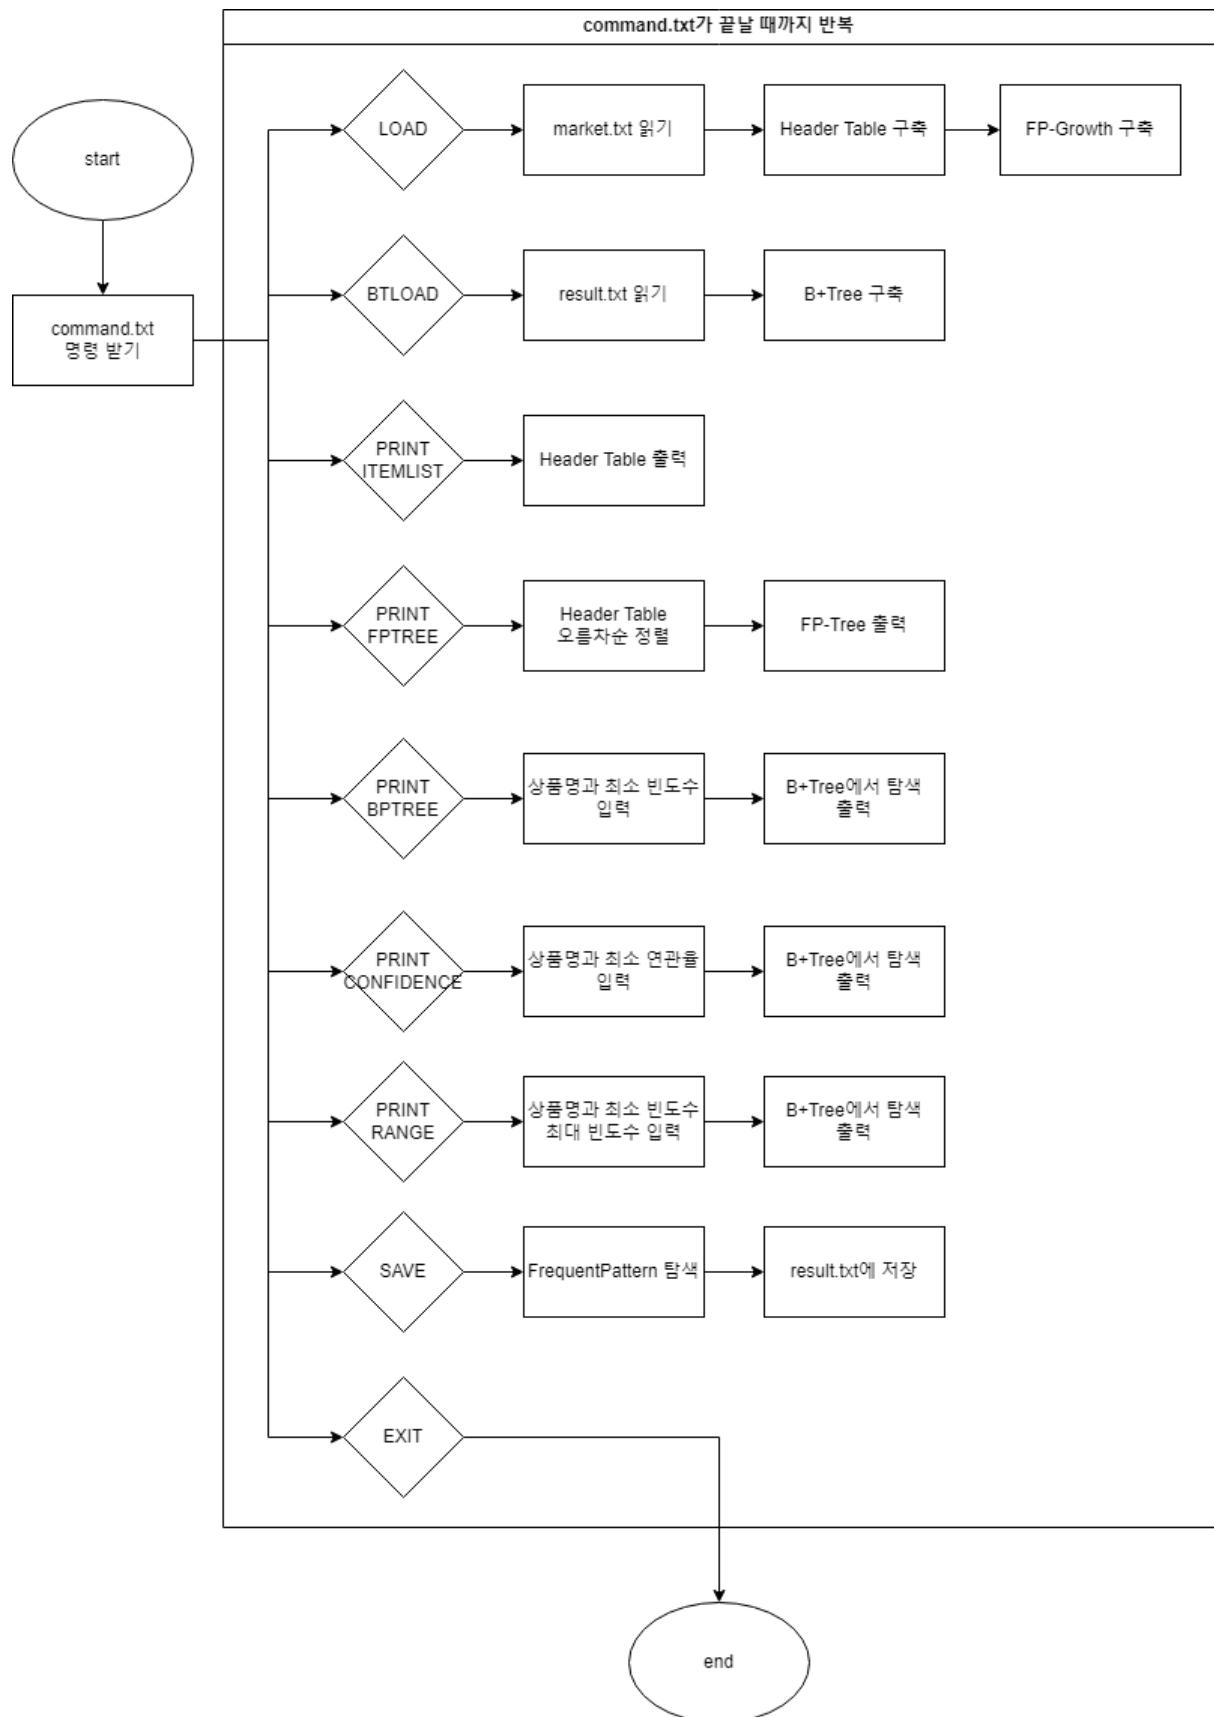 command.txt가 끝날 때까지 반복
start
command.txt
명령 받기
LOAD
market.txt 읽기
Header Table 구축
FP-Growth 구축
BTLOAD
result.txt 읽기
B+Tree 구축
PRINT
ITEMLIST
Header Table 출력
PRINT
FPTREE
Header Table
오름차순 정렬
FP-Tree 출력
PRINT
BPTREE
상품명과 최소 빈도수
입력
B+Tree에서 탐색
출력
PRINT
CONFIDENCE
상품명과 최소 연관율
입력
B+Tree에서 탐색
출력
PRINT
RANGE
상품명과 최소 빈도수
최대 빈도수 입력
B+Tree에서 탐색
출력
SAVE
FrequentPattern 탐색
result.txt에 저장
EXIT
end